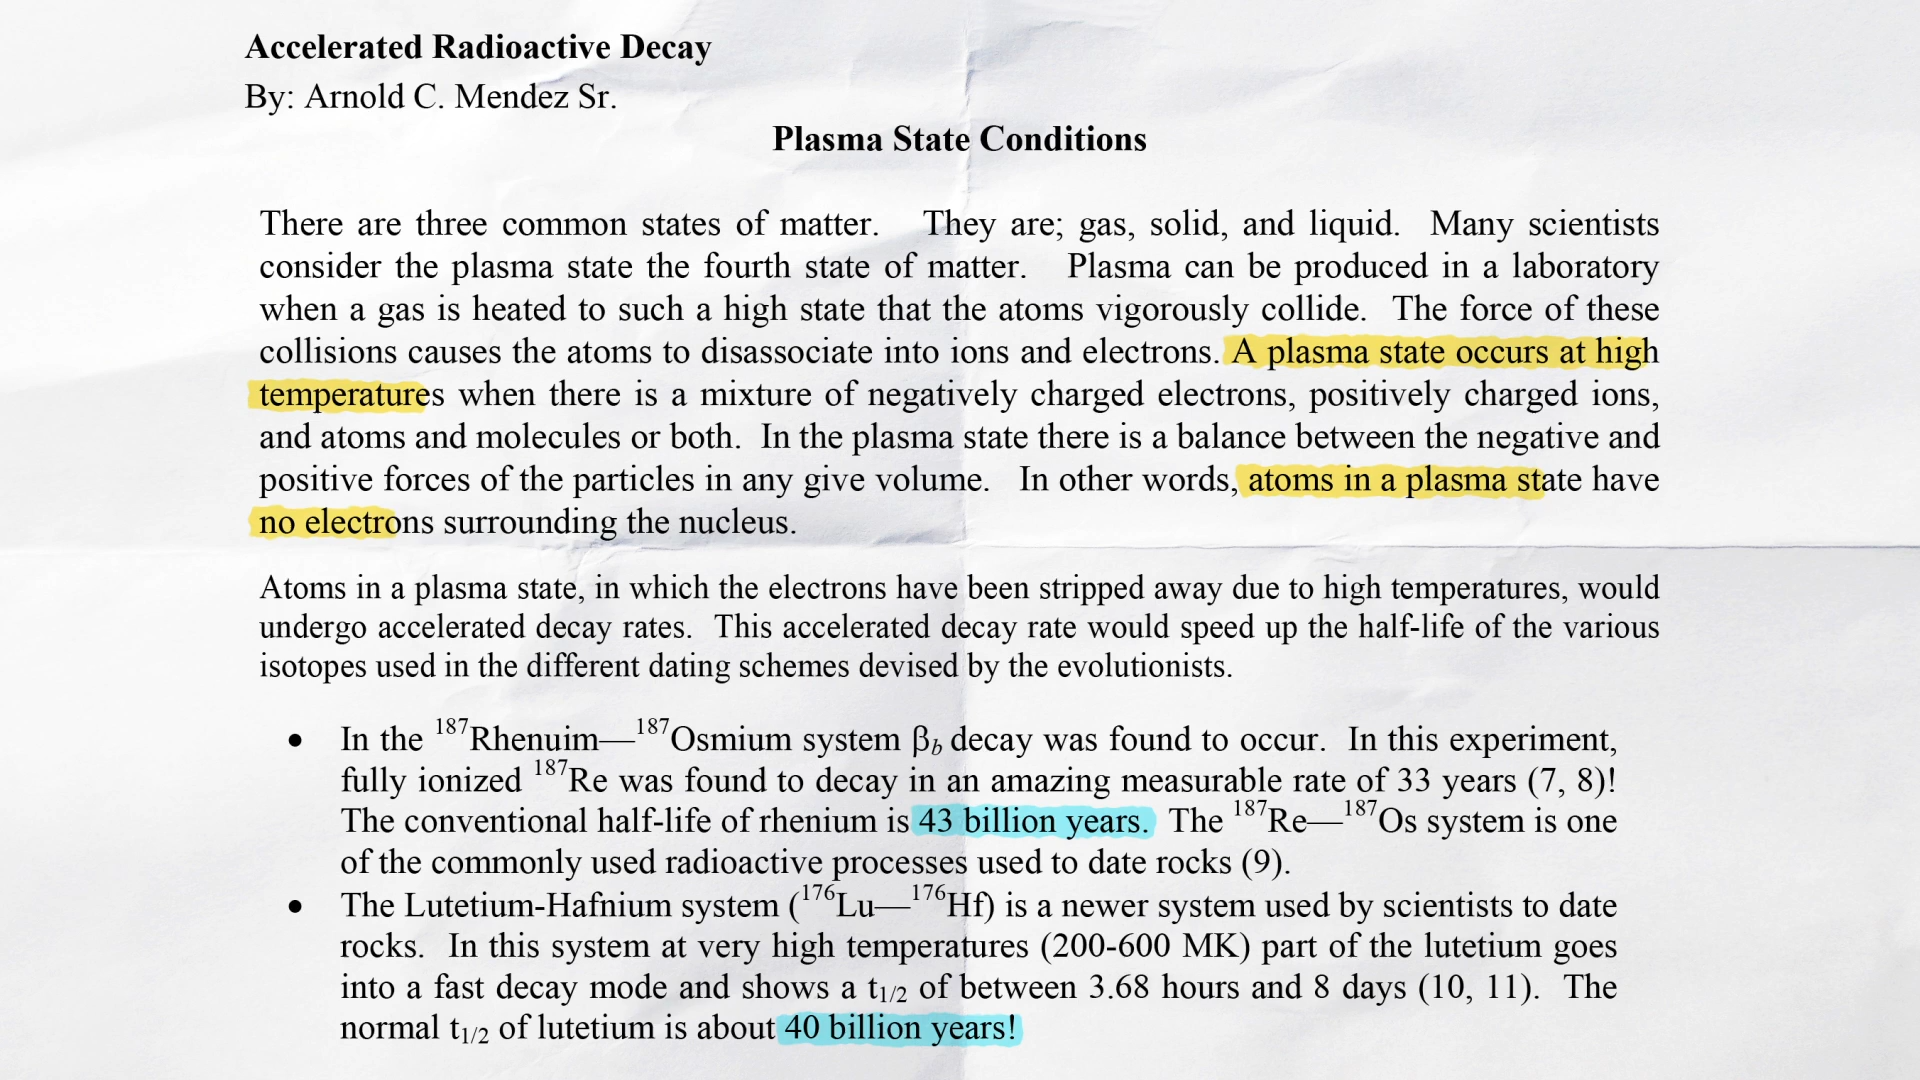 Accelerated Radioactive Decay
By: Arnold C. Mendez Sr.
Plasma State Conditions
There are three common states of matter. They are; gas, solid, and liquid. Many scientists
consider the plasma state the fourth state of matter. Plasma can be produced in a laboratory
when a gas is heated to such a high state that the atoms vigorously collide. The force of these
collisions causes the atoms to disassociate into ions and electrons. A plasma state occurs at high
temperatures when there is a mixture of negatively charged electrons, positively charged ions,
and atoms and molecules or both. In the plasma state there is a balance between the negative and
positive forces of the particles in any give volume. In other words, atoms in a plasma state have
no electrons surrounding the nucleus.
Atoms in a plasma state, in which the electrons have been stripped away due to high temperatures, would
undergo accelerated decay rates. This accelerated decay rate would speed up the half-life of the various
isotopes used in the different dating schemes devised by the evolutionists.
• In the ¹⁸⁷Rhenuim—¹⁸⁷Osmium system βb decay was found to occur. In this experiment,
fully ionized ¹⁸⁷Re was found to decay in an amazing measurable rate of 33 years (7, 8)!
The conventional half-life of rhenium is 43 billion years. The ¹⁸⁷Re—¹⁸⁷Os system is one
of the commonly used radioactive processes used to date rocks (9).
• The Lutetium-Hafnium system (¹⁷⁶Lu—¹⁷⁶Hf) is a newer system used by scientists to date
rocks. In this system at very high temperatures (200-600 MK) part of the lutetium goes
into a fast decay mode and shows a t1/2 of between 3.68 hours and 8 days (10, 11). The
normal t1/2 of lutetium is about 40 billion years!